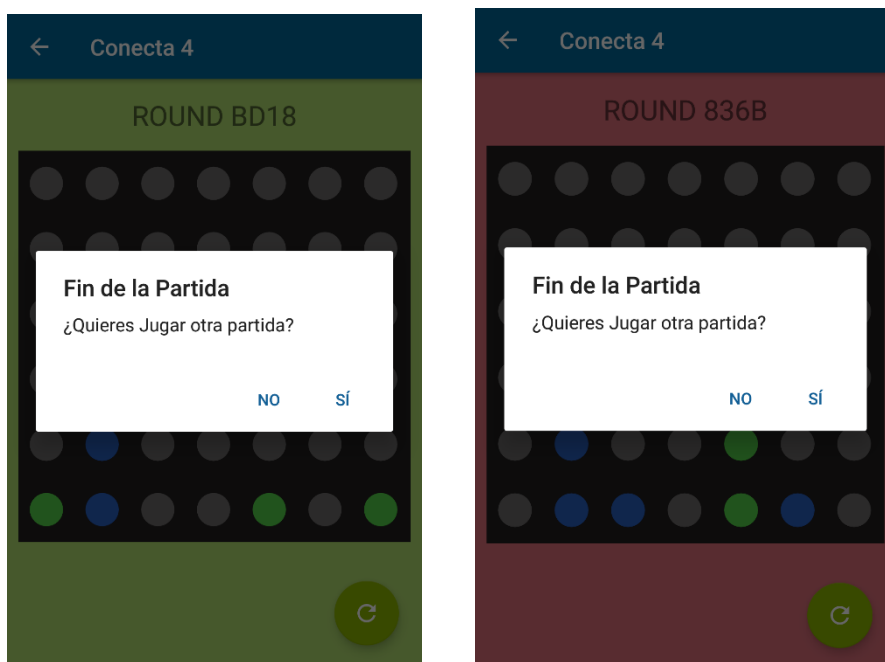 Conecta 4
ROUND BD18
Fin de la Partida
¿Quieres Jugar otra partida?
NO SÍ
Conecta 4
ROUND 836B
Fin de la Partida
¿Quieres Jugar otra partida?
NO SÍ